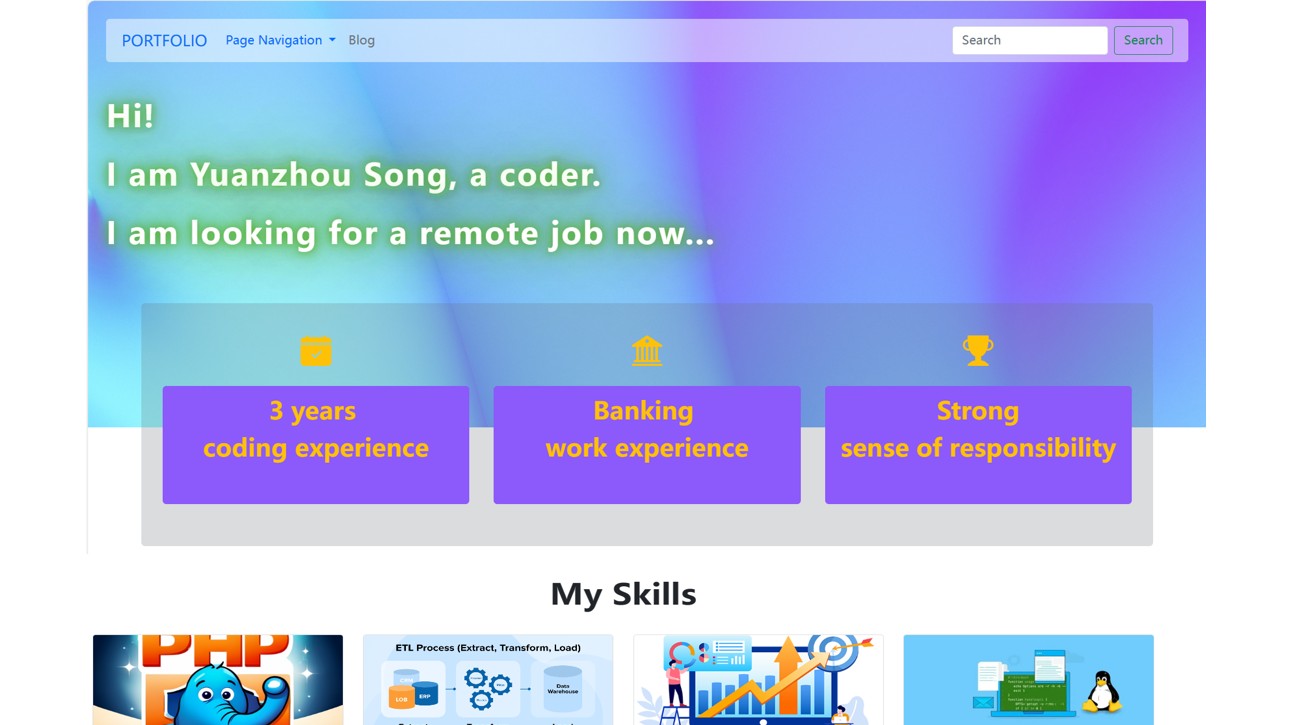 PORTFOLIO
Page Navigation
Blog
Search
Search
Hi!
I am Yuanzhou Song, a coder.
I am looking for a remote job now...
3 years
coding experience
Banking
work experience
Strong
sense of responsibility
My Skills
PHP
ETL Process (Extract, Transform, Load)
CRM
LOB
ERP
Data
Warehouse